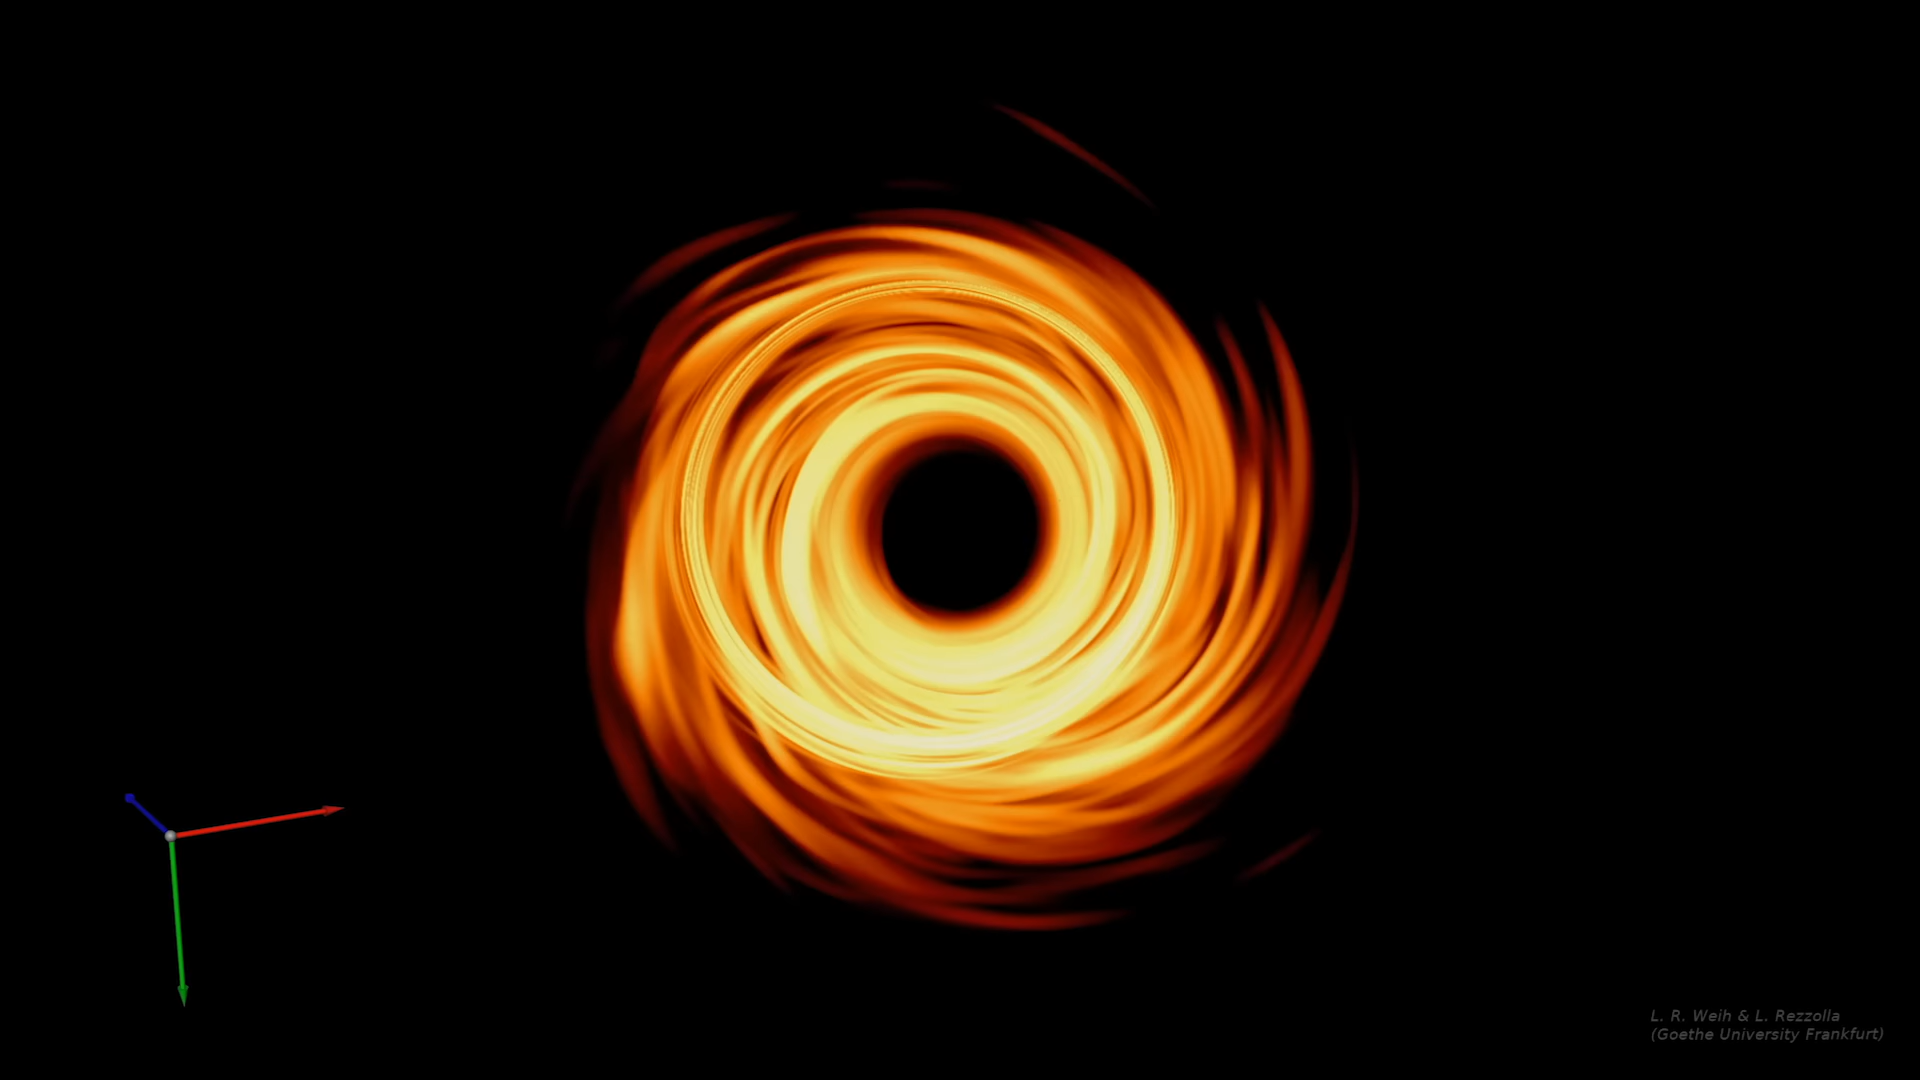 L. R. Weih & L. Rezzolla
(Goethe University Frankfurt)